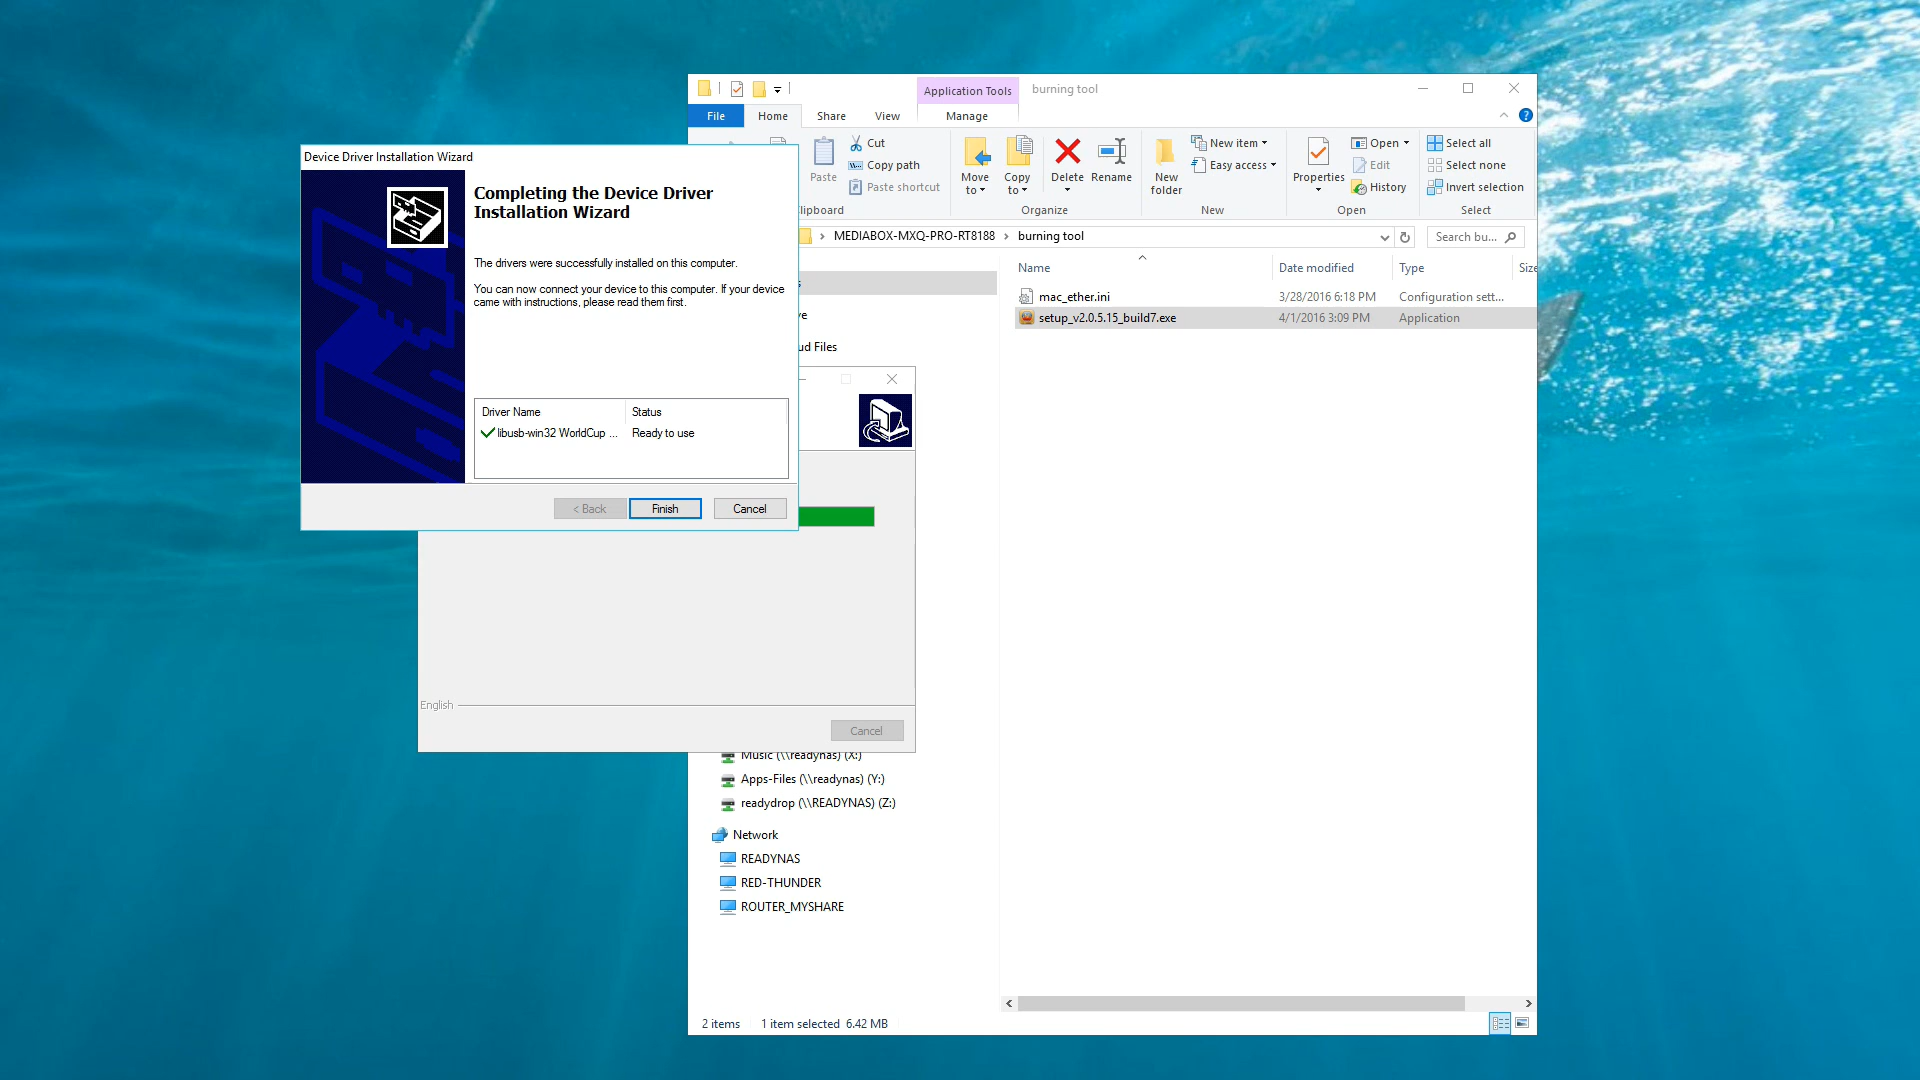 Application Tools
burning tool
File
Home
Share
View
Manage
Cut
Copy path
Paste shortcut
Paste
Move to
Copy to
Delete
Rename
New folder
New item
Easy access
Properties
Open
Edit
History
Select all
Select none
Invert selection
lipboard
Organize
New
Open
Select
MEDIABOX-MXQ-PRO-RT8188
burning tool
Search bu...
Name
Date modified
Type
Size
mac_ether.ini
3/28/2016 6:18 PM
Configuration sett...
setup_v2.0.5.15_build7.exe
4/1/2016 3:09 PM
Application
ud Files
Device Driver Installation Wizard
Completing the Device Driver
Installation Wizard
The drivers were successfully installed on this computer.
You can now connect your device to this computer. If your device
came with instructions, please read them first.
Driver Name
Status
libusb-win32 WorldCup ...
Ready to use
< Back
Finish
Cancel
English
Cancel
Music (\\readynas) (X:)
Apps-Files (\\readynas) (Y:)
readydrop (\\READYNAS) (Z:)
Network
READYNAS
RED-THUNDER
ROUTER_MYSHARE
2 items
1 item selected 6.42 MB